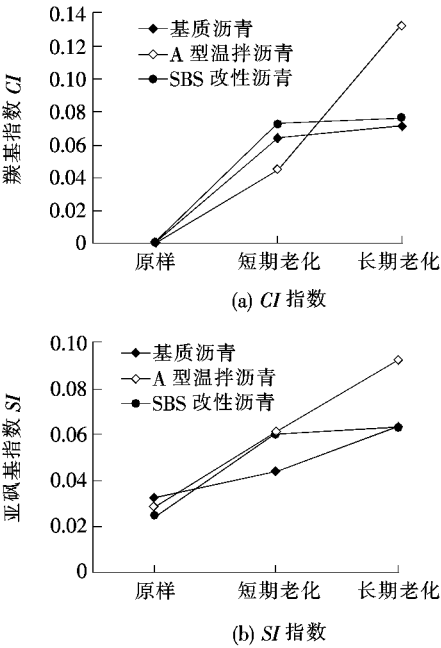 0.14
0.12
0.10
0.08
0.06
0.04
0.02
0
羰基指数 CI
基质沥青
A 型温拌沥青
SBS 改性沥青
原样 短期老化 长期老化
(a) CI 指数
0.10
0.08
0.06
0.04
0.02
0
亚砜基指数 SI
基质沥青
A 型温拌沥青
SBS 改性沥青
原样 短期老化 长期老化
(b) SI 指数